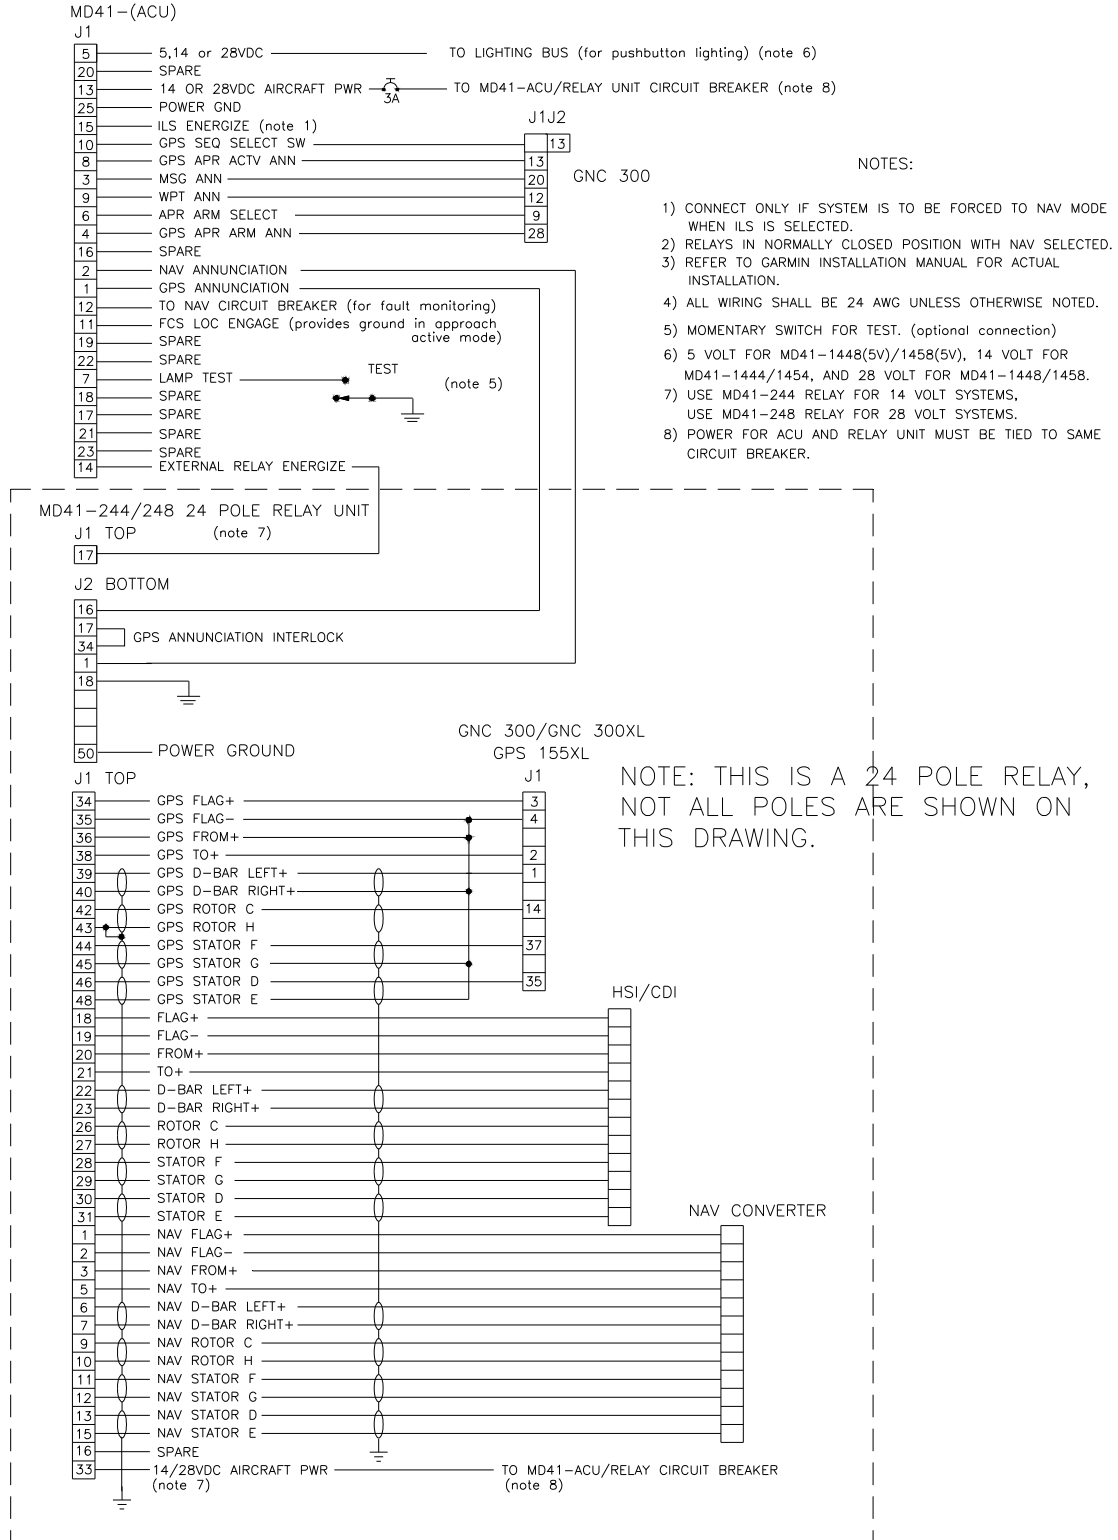 MD41-(ACU)
J1
5 5,14 or 28VDC TO LIGHTING BUS (for pushbutton lighting) (note 6)
20 SPARE
13 14 OR 28VDC AIRCRAFT PWR 3A TO MD41-ACU/RELAY UNIT CIRCUIT BREAKER (note 8)
25 POWER GND
15 ILS ENERGIZE (note 1)
J1 J2
10 GPS SEQ SELECT SW 13
8 GPS APR ACTV ANN 13
3 MSG ANN 20
GNC 300
9 WPT ANN 12
6 APR ARM SELECT 9
4 GPS APR ARM ANN 28
16 SPARE
2 NAV ANNUNCIATION
1 GPS ANNUNCIATION
12 TO NAV CIRCUIT BREAKER (for fault monitoring)
11 FCS LOC ENGAGE (provides ground in approach
active mode)
19 SPARE
22 SPARE
7 LAMP TEST TEST
(note 5)
18 SPARE
17 SPARE
21 SPARE
23 SPARE
14 EXTERNAL RELAY ENERGIZE
NOTES:
1) CONNECT ONLY IF SYSTEM IS TO BE FORCED TO NAV MODE
WHEN ILS IS SELECTED.
2) RELAYS IN NORMALLY CLOSED POSITION WITH NAV SELECTED.
3) REFER TO GARMIN INSTALLATION MANUAL FOR ACTUAL
INSTALLATION.
4) ALL WIRING SHALL BE 24 AWG UNLESS OTHERWISE NOTED.
5) MOMENTARY SWITCH FOR TEST. (optional connection)
6) 5 VOLT FOR MD41-1448(5V)/1458(5V), 14 VOLT FOR
MD41-1444/1454, AND 28 VOLT FOR MD41-1448/1458.
7) USE MD41-244 RELAY FOR 14 VOLT SYSTEMS,
USE MD41-248 RELAY FOR 28 VOLT SYSTEMS.
8) POWER FOR ACU AND RELAY UNIT MUST BE TIED TO SAME
CIRCUIT BREAKER.
MD41-244/248 24 POLE RELAY UNIT
J1 TOP (note 7)
17
J2 BOTTOM
16
17
GPS ANNUNCIATION INTERLOCK
34
1
18
50 POWER GROUND
GNC 300/GNC 300XL
GPS 155XL
J1
NOTE: THIS IS A 24 POLE RELAY,
NOT ALL POLES ARE SHOWN ON
THIS DRAWING.
J1 TOP
34 GPS FLAG+ 3
35 GPS FLAG- 4
36 GPS FROM+
38 GPS TO+ 2
39 GPS D-BAR LEFT+ 1
40 GPS D-BAR RIGHT+
42 GPS ROTOR C 14
43 GPS ROTOR H
44 GPS STATOR F 37
45 GPS STATOR G
46 GPS STATOR D 35
48 GPS STATOR E
HSI/CDI
18 FLAG+
19 FLAG-
20 FROM+
21 TO+
22 D-BAR LEFT+
23 D-BAR RIGHT+
26 ROTOR C
27 ROTOR H
28 STATOR F
29 STATOR G
30 STATOR D
31 STATOR E
NAV CONVERTER
1 NAV FLAG+
2 NAV FLAG-
3 NAV FROM+
5 NAV TO+
6 NAV D-BAR LEFT+
7 NAV D-BAR RIGHT+
9 NAV ROTOR C
10 NAV ROTOR H
11 NAV STATOR F
12 NAV STATOR G
13 NAV STATOR D
15 NAV STATOR E
16 SPARE
33 14/28VDC AIRCRAFT PWR TO MD41-ACU/RELAY CIRCUIT BREAKER
(note 7) (note 8)